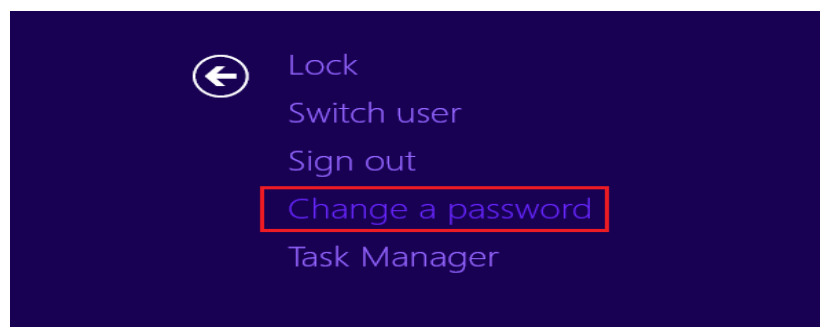 Lock
Switch user
Sign out
Change a password
Task Manager